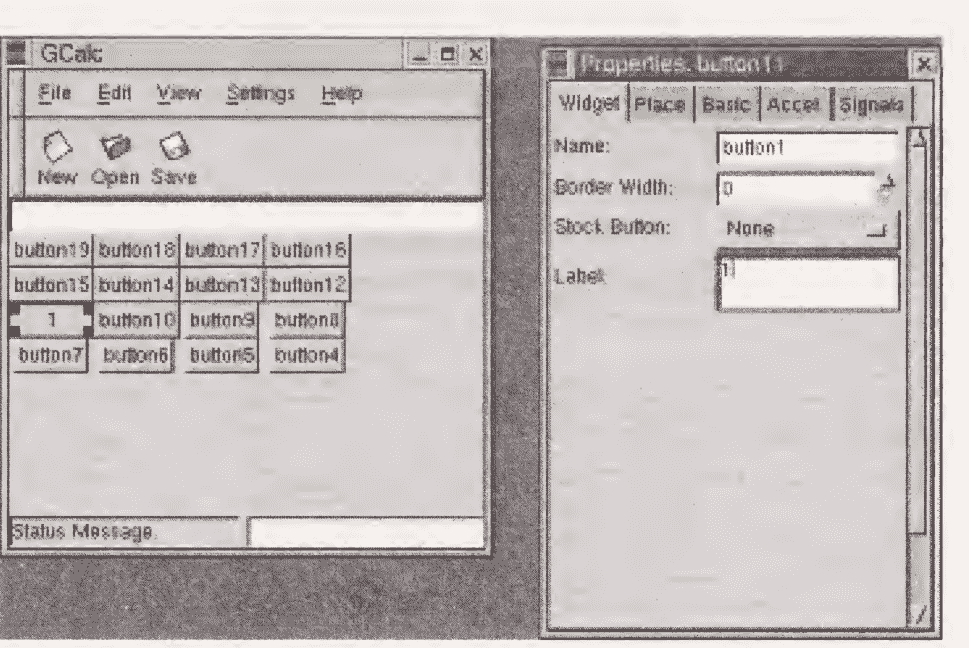 GCalc
File Edit View Settings Help
New Open Save
button19 button18 button17 button16
button15 button14 button13 button12
1 button10 button9 button8
button7 button6 button5 button4
Status Message.
Properties: button11
Widget Place Basic Accel Signals
Name: button1
Border Width: 0
Stock Button: None
Label: 1